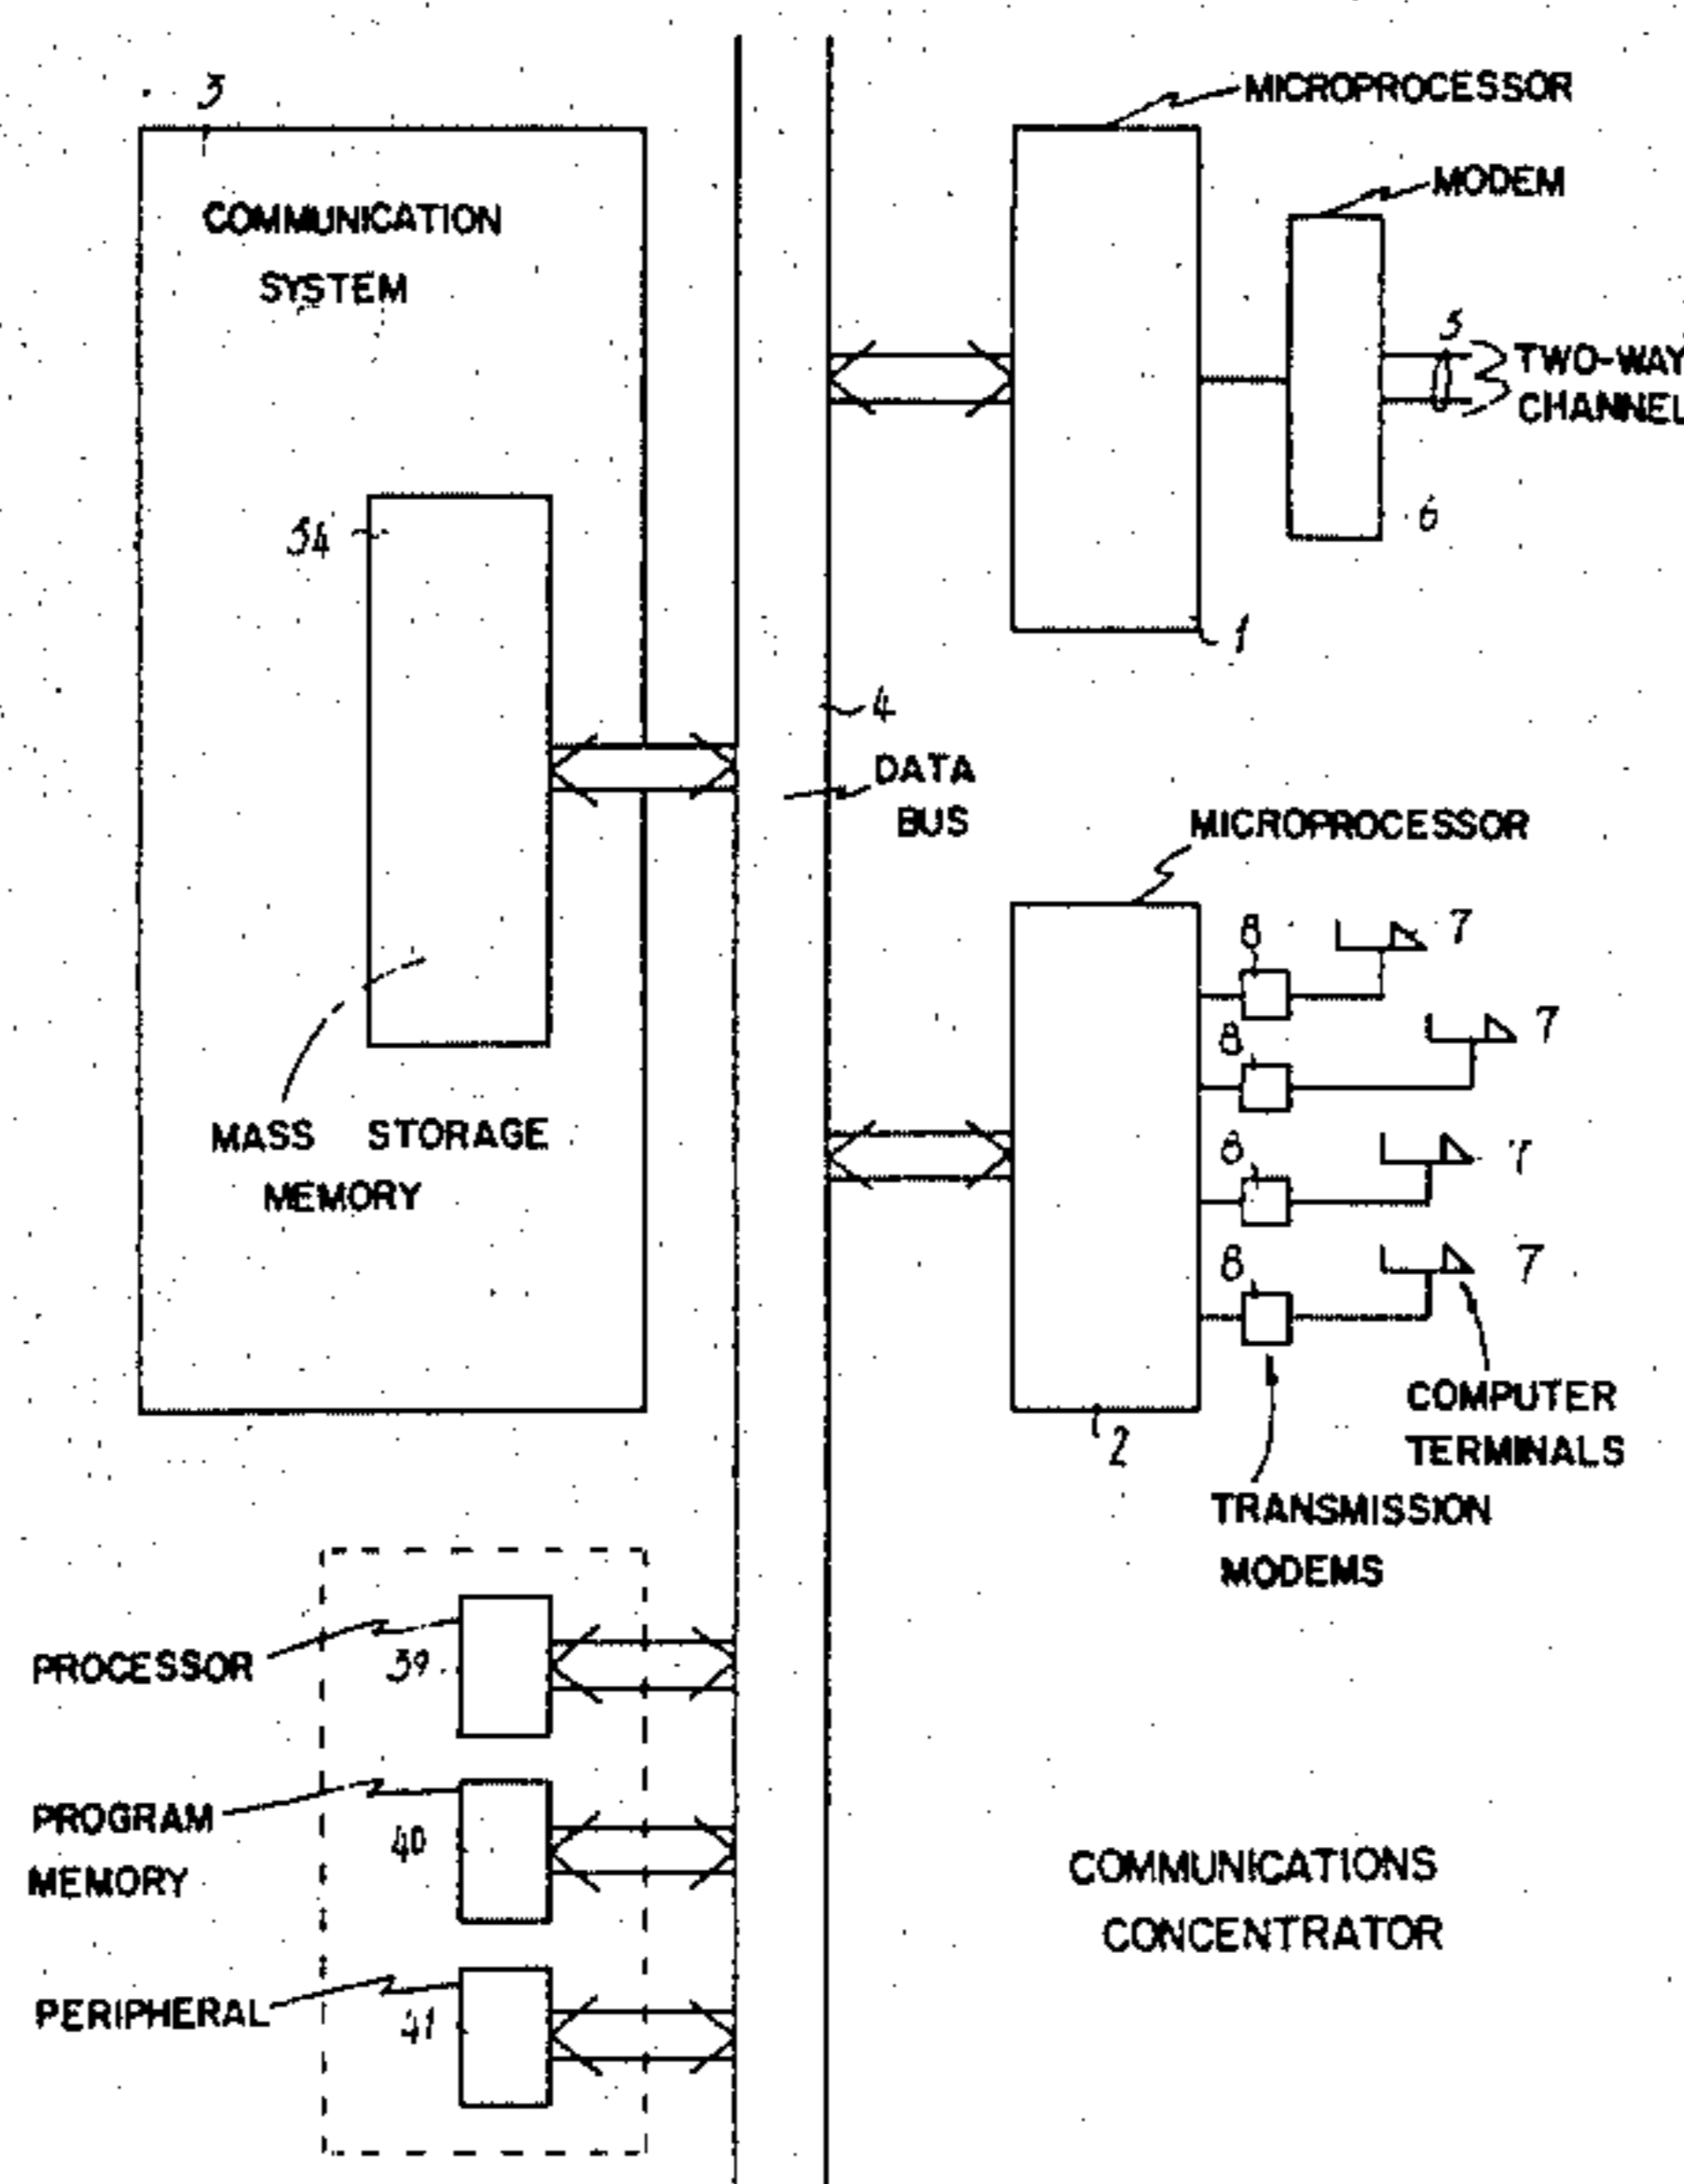 3
COMMUNICATION
SYSTEM
34
MASS STORAGE
MEMORY
MICROPROCESSOR
MODEM
5
TWO-WAY
CHANNEL
6
1
4
DATA
BUS
MICROPROCESSOR
8
7
8
7
8
7
8
7
2
COMPUTER
TERMINALS
TRANSMISSION
MODEMS
PROCESSOR
39
PROGRAM
MEMORY
40
PERIPHERAL
41
COMMUNICATIONS
CONCENTRATOR